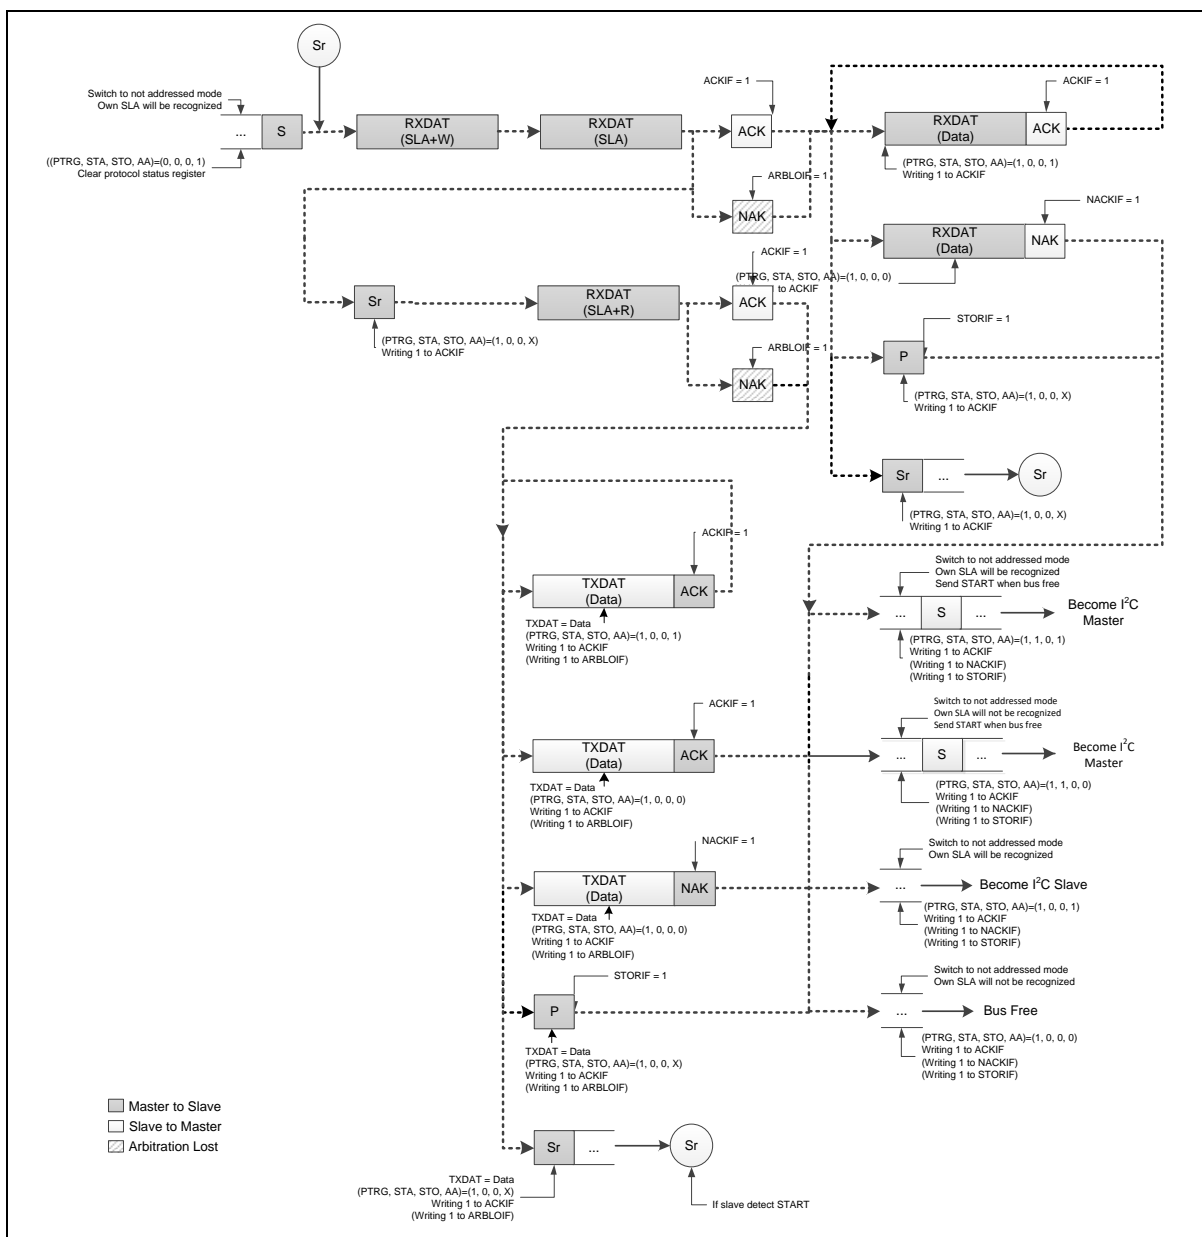 Sr
Switch to not addressed mode
Own SLA will be recognized
...
S
((PTRG, STA, STO, AA)=(0, 0, 0, 1)
Clear protocol status register
RXDAT
(SLA+W)
RXDAT
(SLA)
ACKIF = 1
ACK
ARBLOIF = 1
NAK
ACKIF = 1
RXDAT
(Data)
ACK
(PTRG, STA, STO, AA)=(1, 0, 0, 1)
Writing 1 to ACKIF
NACKIF = 1
RXDAT
(Data)
NAK
(PTRG, STA, STO, AA)=(1, 0, 0, 0)
to ACKIF
Sr
(PTRG, STA, STO, AA)=(1, 0, 0, X)
Writing 1 to ACKIF
RXDAT
(SLA+R)
ACKIF = 1
ACK
ARBLOIF = 1
NAK
STORIF = 1
P
(PTRG, STA, STO, AA)=(1, 0, 0, X)
Writing 1 to ACKIF
Sr
...
Sr
(PTRG, STA, STO, AA)=(1, 0, 0, X)
Writing 1 to ACKIF
ACKIF = 1
TXDAT
(Data)
ACK
TXDAT = Data
(PTRG, STA, STO, AA)=(1, 0, 0, 1)
Writing 1 to ACKIF
(Writing 1 to ARBLOIF)
Switch to not addressed mode
Own SLA will be recognized
Send START when bus free
...
S
...
Become I²C
Master
(PTRG, STA, STO, AA)=(1, 1, 0, 1)
Writing 1 to ACKIF
(Writing 1 to NACKIF)
(Writing 1 to STORIF)
ACKIF = 1
TXDAT
(Data)
ACK
TXDAT = Data
(PTRG, STA, STO, AA)=(1, 0, 0, 0)
Writing 1 to ACKIF
(Writing 1 to ARBLOIF)
Switch to not addressed mode
Own SLA will not be recognized
Send START when bus free
...
S
...
Become I²C
Master
(PTRG, STA, STO, AA)=(1, 1, 0, 0)
Writing 1 to ACKIF
(Writing 1 to NACKIF)
(Writing 1 to STORIF)
NACKIF = 1
TXDAT
(Data)
NAK
TXDAT = Data
(PTRG, STA, STO, AA)=(1, 0, 0, 0)
Writing 1 to ACKIF
(Writing 1 to ARBLOIF)
Switch to not addressed mode
Own SLA will be recognized
...
Become I²C Slave
(PTRG, STA, STO, AA)=(1, 0, 0, 1)
Writing 1 to ACKIF
(Writing 1 to NACKIF)
(Writing 1 to STORIF)
STORIF = 1
P
TXDAT = Data
(PTRG, STA, STO, AA)=(1, 0, 0, X)
Writing 1 to ACKIF
(Writing 1 to ARBLOIF)
Switch to not addressed mode
Own SLA will not be recognized
...
Bus Free
(PTRG, STA, STO, AA)=(1, 0, 0, 0)
Writing 1 to ACKIF
(Writing 1 to NACKIF)
(Writing 1 to STORIF)
Master to Slave
Slave to Master
Arbitration Lost
Sr
...
Sr
TXDAT = Data
(PTRG, STA, STO, AA)=(1, 0, 0, X)
Writing 1 to ACKIF
(Writing 1 to ARBLOIF)
If slave detect START